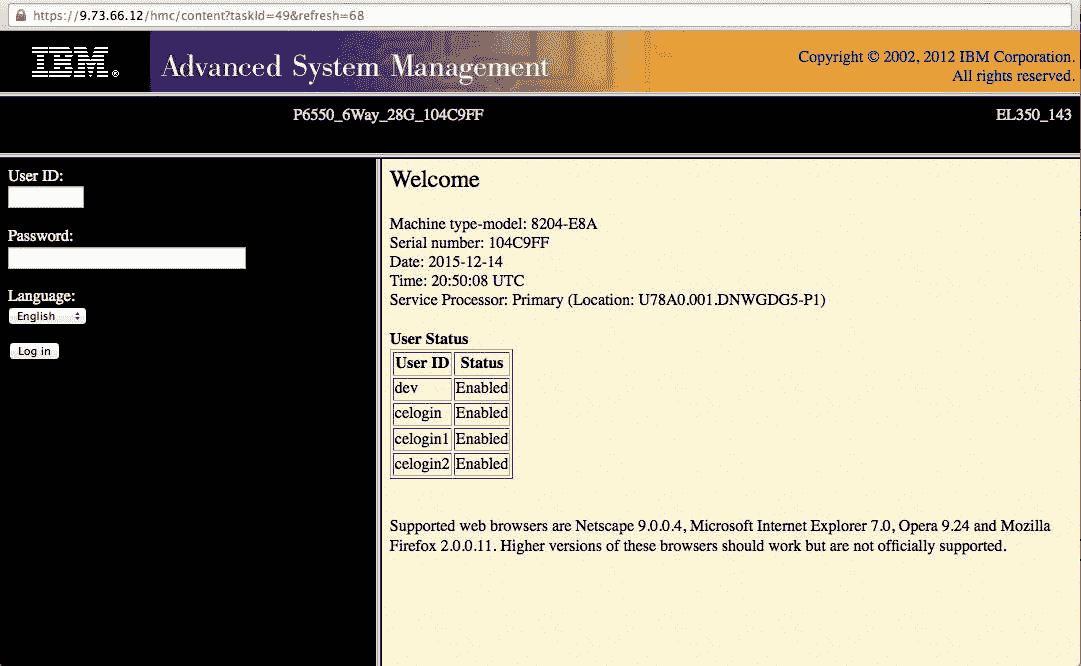 https://9.73.66.12/hmc/content?taskId=49&refresh=68
IBM®
Advanced System Management
Copyright © 2002, 2012 IBM Corporation.
All rights reserved.
P6550_6Way_28G_104C9FF
EL350_143
User ID:
Password:
Language:
English
Log in
Welcome
Machine type-model: 8204-E8A
Serial number: 104C9FF
Date: 2015-12-14
Time: 20:50:08 UTC
Service Processor: Primary (Location: U78A0.001.DNWGDG5-P1)
User Status
User ID Status
dev Enabled
celogin Enabled
celogin1 Enabled
celogin2 Enabled
Supported web browsers are Netscape 9.0.0.4, Microsoft Internet Explorer 7.0, Opera 9.24 and Mozilla
Firefox 2.0.0.11. Higher versions of these browsers should work but are not officially supported.